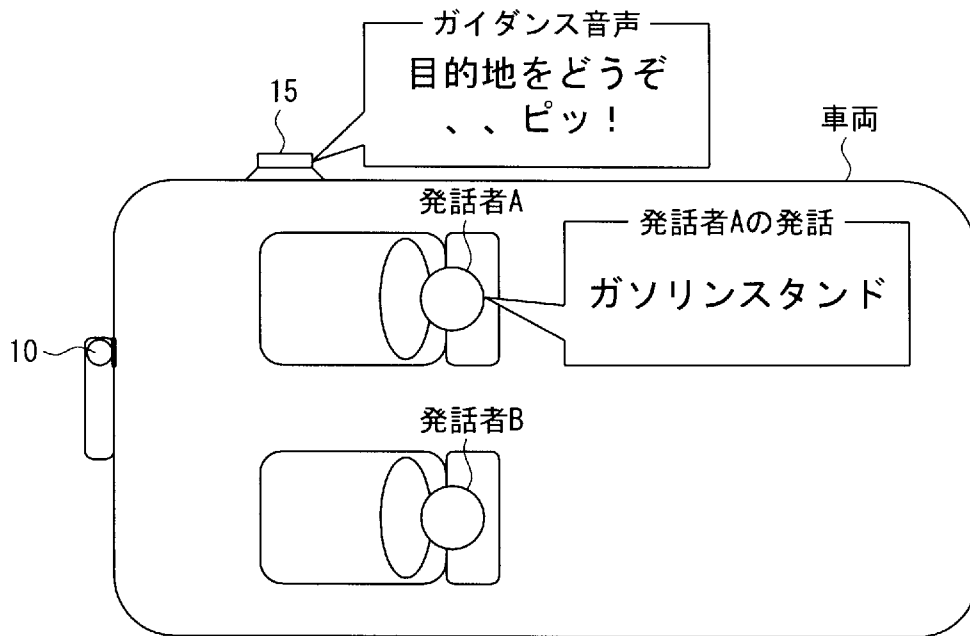 ガイダンス音声
目的地をどうぞ
、、ピッ！
15
車両
発話者A
発話者Aの発話
ガソリンスタンド
10
発話者B